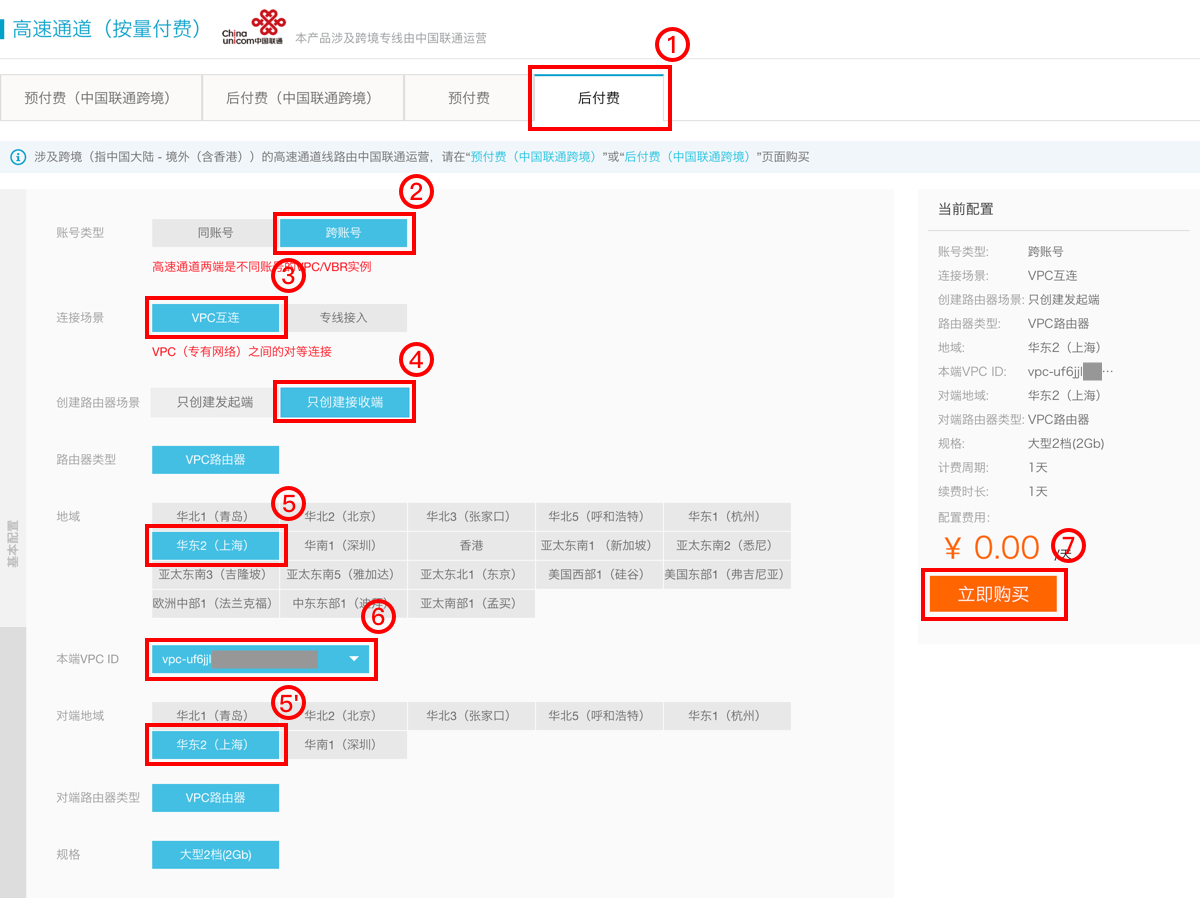 高速通道（按量付费）
China unicom中国联通
本产品涉及跨境专线由中国联通运营
①
预付费（中国联通跨境） 后付费（中国联通跨境） 预付费 后付费
涉及跨境（指中国大陆 - 境外（含香港））的高速通道线路由中国联通运营，请在“预付费（中国联通跨境）”或“后付费（中国联通跨境）”页面购买
基本配置
②
账号类型 同账号 跨账号
高速通道两端是不同账号的VPC/VBR实例
③
连接场景 VPC互连 专线接入
VPC（专有网络）之间的对等连接
④
创建路由器场景 只创建发起端 只创建接收端
路由器类型 VPC路由器
⑤
地域 华北1（青岛） 华北2（北京） 华北3（张家口） 华北5（呼和浩特） 华东1（杭州）
华东2（上海） 华南1（深圳） 香港 亚太东南1 （新加坡） 亚太东南2（悉尼）
亚太东南3（吉隆坡） 亚太东南5（雅加达） 亚太东北1（东京） 美国西部1（硅谷） 美国东部1（弗吉尼亚）
欧洲中部1（法兰克福） 中东东部1（迪拜） 亚太南部1（孟买）
⑥
本端VPC ID vpc-uf6jjl
⑤'
对端地域 华北1（青岛） 华北2（北京） 华北3（张家口） 华北5（呼和浩特） 华东1（杭州）
华东2（上海） 华南1（深圳）
对端路由器类型 VPC路由器
规格 大型2档(2Gb)
当前配置
账号类型: 跨账号
连接场景: VPC互连
创建路由器场景: 只创建发起端
路由器类型: VPC路由器
地域: 华东2（上海）
本端VPC ID: vpc-uf6jjl…
对端地域: 华东2（上海）
对端路由器类型: VPC路由器
规格: 大型2档(2Gb)
计费周期: 1天
续费时长: 1天
配置费用:
¥ 0.00 /天
⑦
立即购买